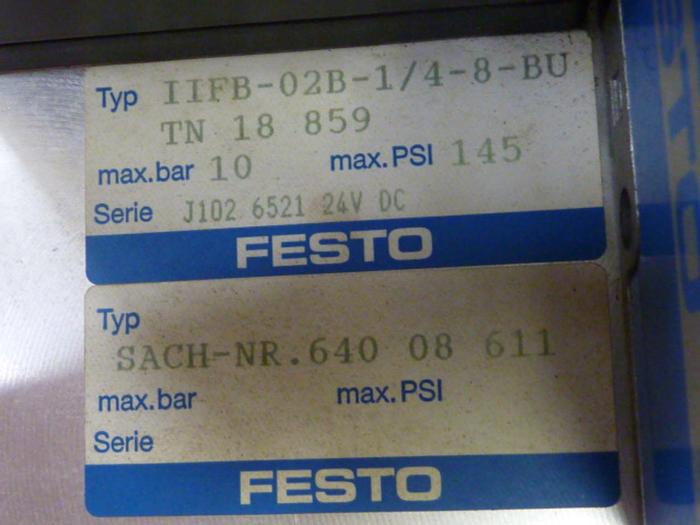 Typ IIFB-02B-1/4-8-BU
TN 18 859
max.bar 10 max.PSI 145
Serie J102 6521 24V DC
FESTO
Typ
SACH-NR.640 08 611
max.bar max.PSI
Serie
FESTO